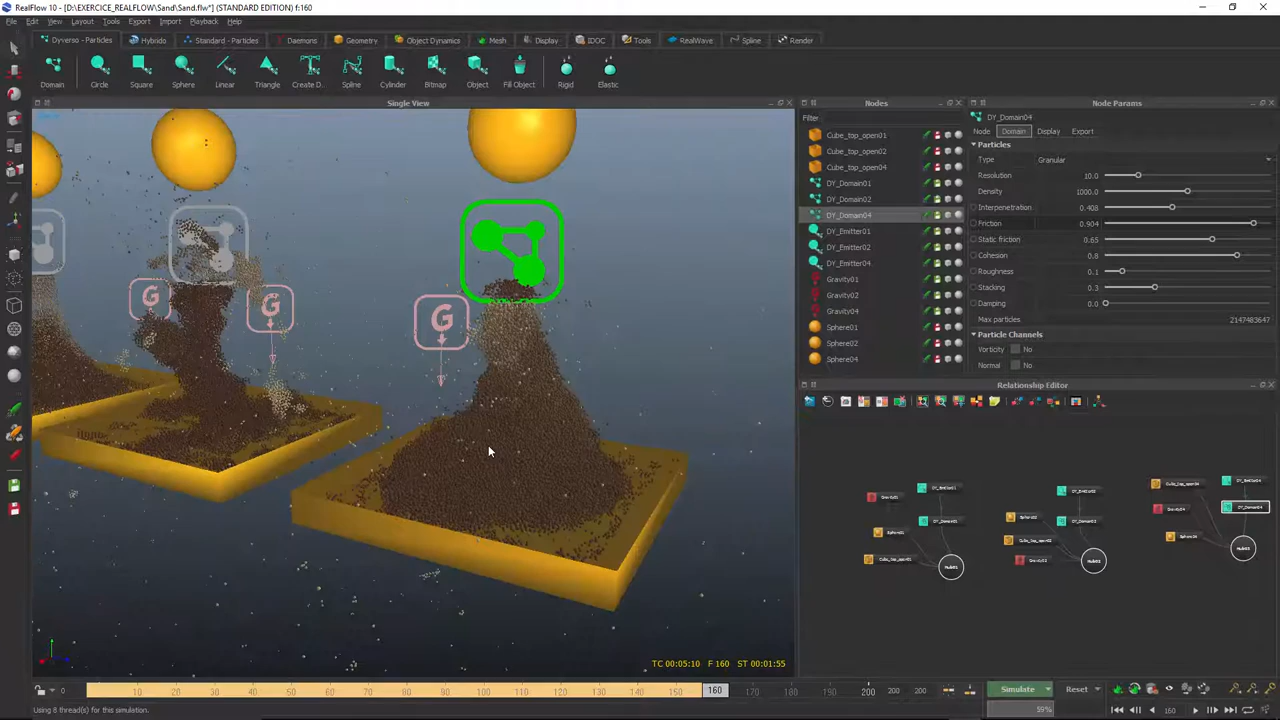 RealFlow 10 - [D:\EXERCICE_REALFLOW\Sand\Sand.flw*] (STANDARD EDITION) f:160
File Edit View Layout Tools Export Import Playback Help
Dyverso - Particles Hybrido Standard - Particles Daemons Geometry Object Dynamics Mesh Display IDOC Tools RealWave Spline Render
Domain Circle Square Sphere Linear Triangle Create D... Spline Cylinder Bitmap Object Fill Object Rigid Elastic
Single View
Nodes
Node Params
Filter
Cube_top_open01
Cube_top_open02
Cube_top_open04
DY_Domain01
DY_Domain02
DY_Domain04
DY_Emitter01
DY_Emitter02
DY_Emitter04
Gravity01
Gravity02
Gravity04
Sphere01
Sphere02
Sphere04
DY_Domain04
Node Domain Display Export
Particles
Type Granular
Resolution 10.0
Density 1000.0
Interpenetration 0.408
Friction 0.904
Static friction 0.65
Cohesion 0.8
Roughness 0.1
Stacking 0.3
Damping 0.0
Max particles 2147483647
Particle Channels
Vorticity No
Normal No
G
G
G
Relationship Editor
TC 00:05:10 F 160 ST 00:01:55
0 0 10 20 30 40 50 60 70 80 90 100 110 120 130 140 150 160 170 180 190 200 200 200
Simulate Reset
59%
160
Using 8 thread(s) for this simulation.